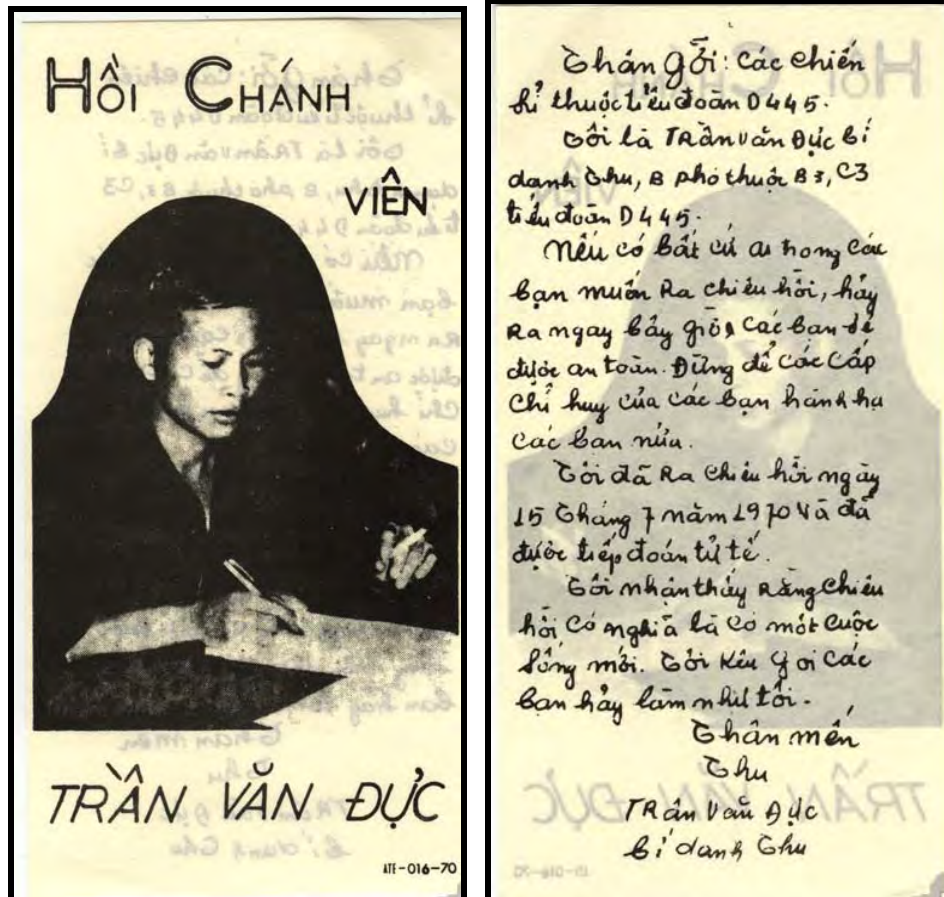 HỒI CHÁNH
VIÊN
TRẦN VĂN ĐỰC
ATF-016-70
Thân gởi: Các chiến
sỉ thuộc tiểu đoàn D445.
Tôi là TRần văn Đực bí
danh Thu, B phó thuộc B3, C3
tiểu đoàn D445.
Nếu có bất cứ ai trong các
bạn muốn Ra chiêu hồi, hảy
Ra ngay bây giờ, các bạn sẻ
được an toàn. Đừng để các cấp
chỉ huy của các bạn hành hạ
các bạn nửa.
Tôi đã Ra chiêu hồi ngày
15 Tháng 7 năm 1970 và đã
được tiếp đoán tử tế.
Tôi nhận thấy Rằng chiêu
hồi có nghỉa là có một cuộc
sống mới. Tôi kêu gọi các
bạn hảy làm như tôi.
Thân mến
Thu
TRần Văn Đực
bí danh Thu